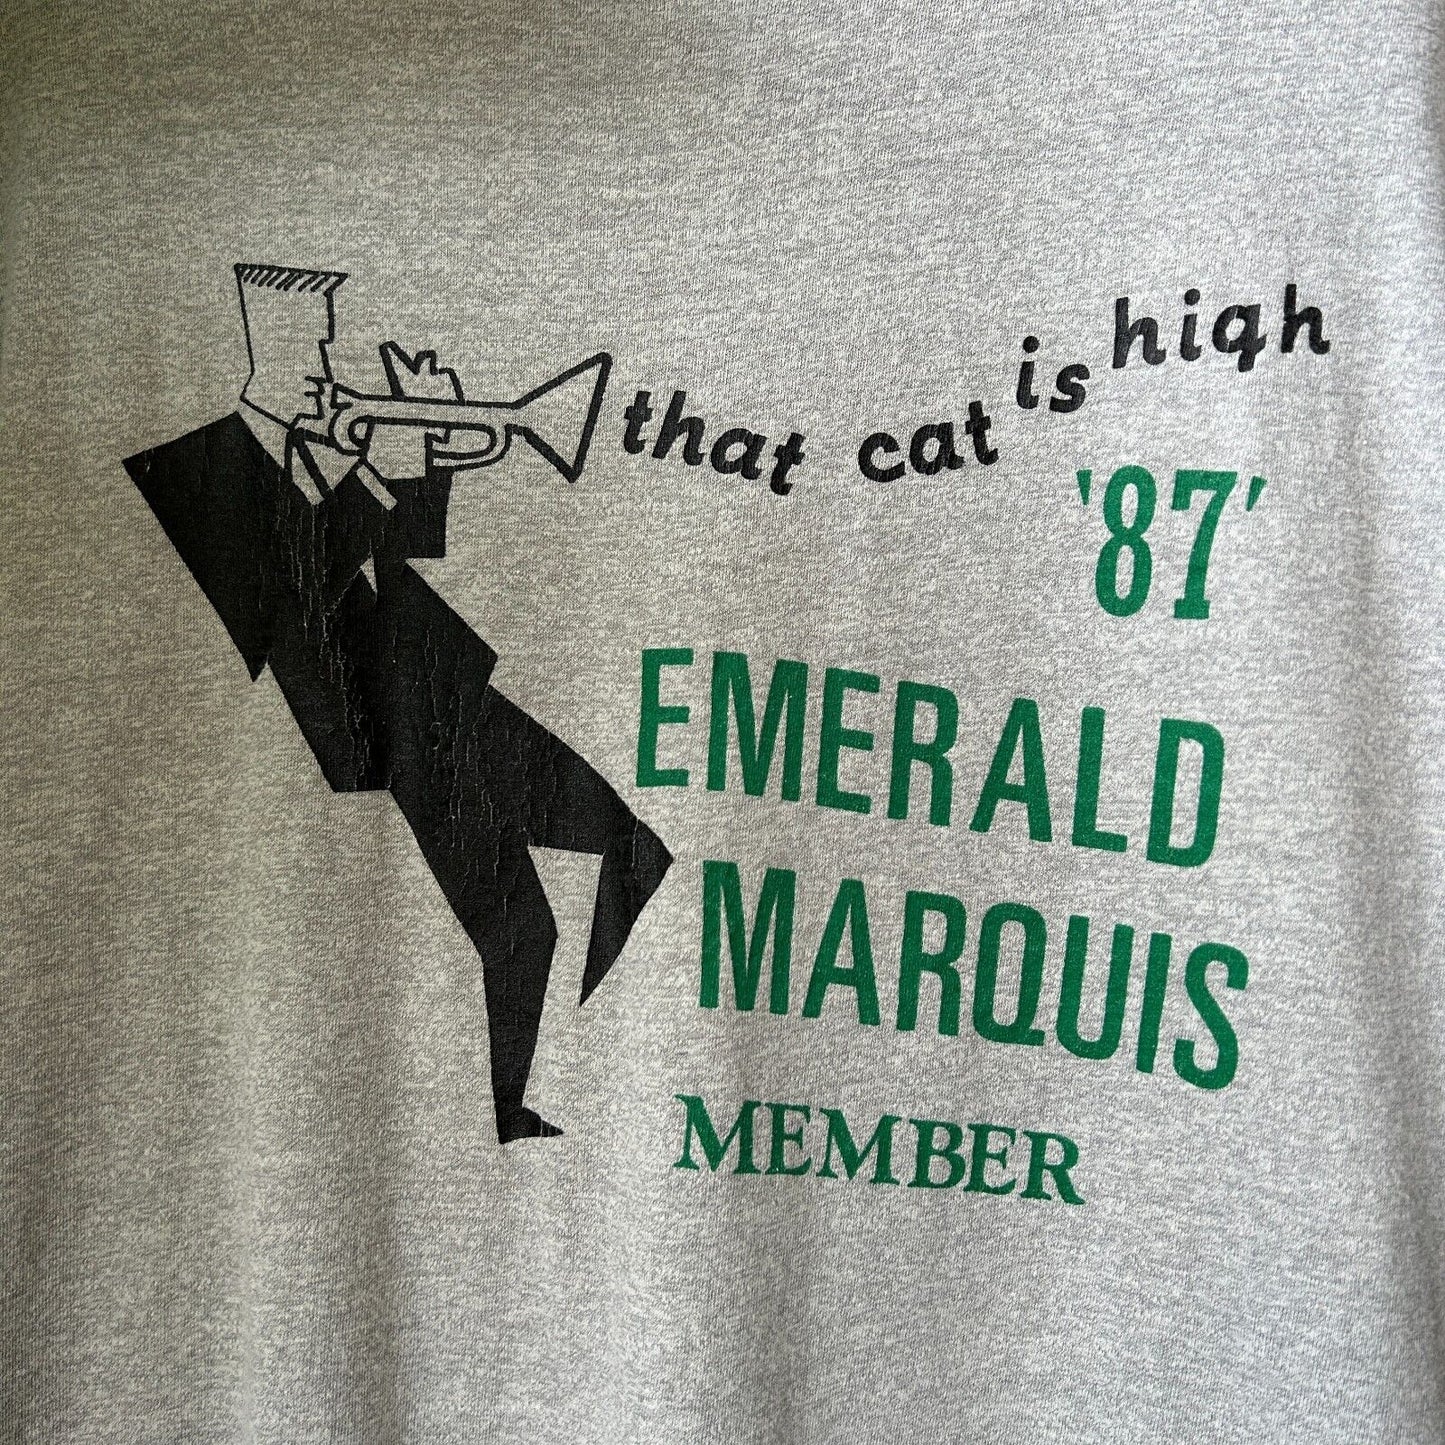 that cat is high
'87'
EMERALD
MARQUIS
MEMBER